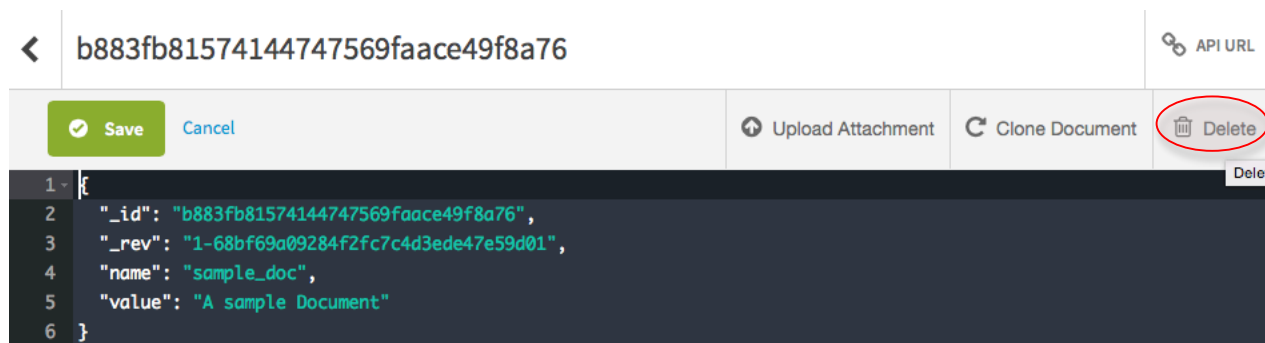 b883fb81574144747569faace49f8a76
API URL
Save Cancel Upload Attachment Clone Document Delete
Dele
1 {
2 "_id": "b883fb81574144747569faace49f8a76",
3 "_rev": "1-68bf69a09284f2fc7c4d3ede47e59d01",
4 "name": "sample_doc",
5 "value": "A sample Document"
6 }